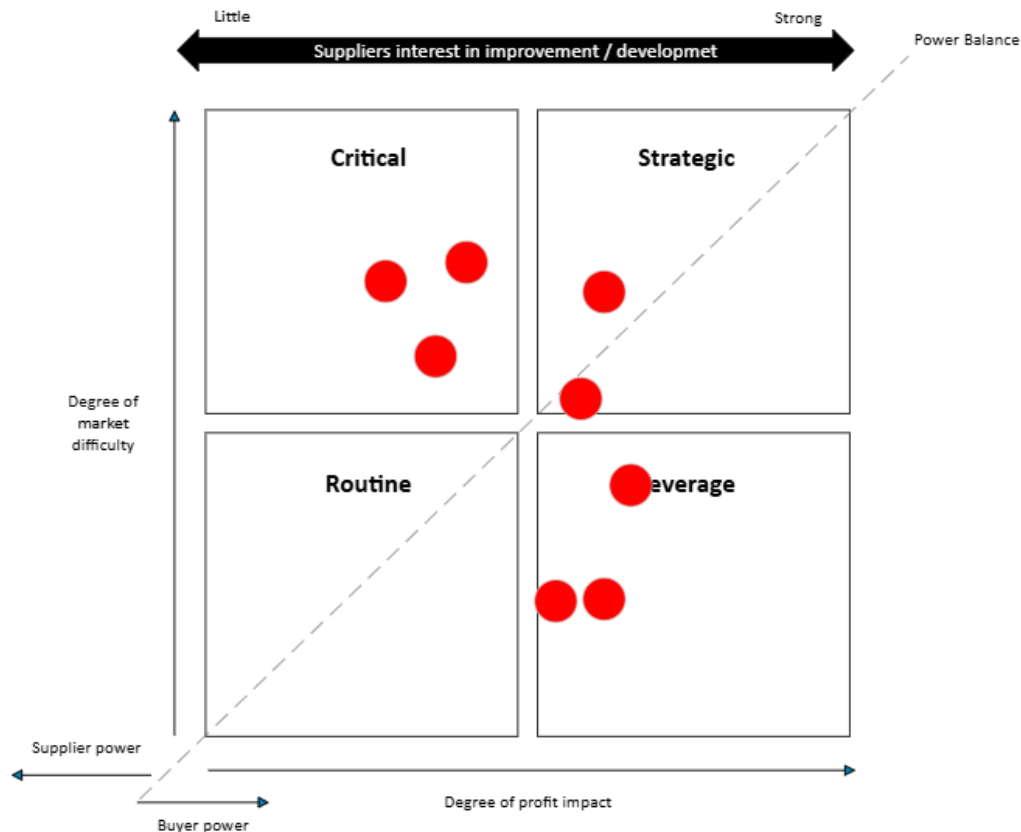 Little
Strong
Suppliers interest in improvement / developmet
Power Balance
Critical
Strategic
Degree of
market
difficulty
Routine
everage
Supplier power
Degree of profit impact
Buyer power